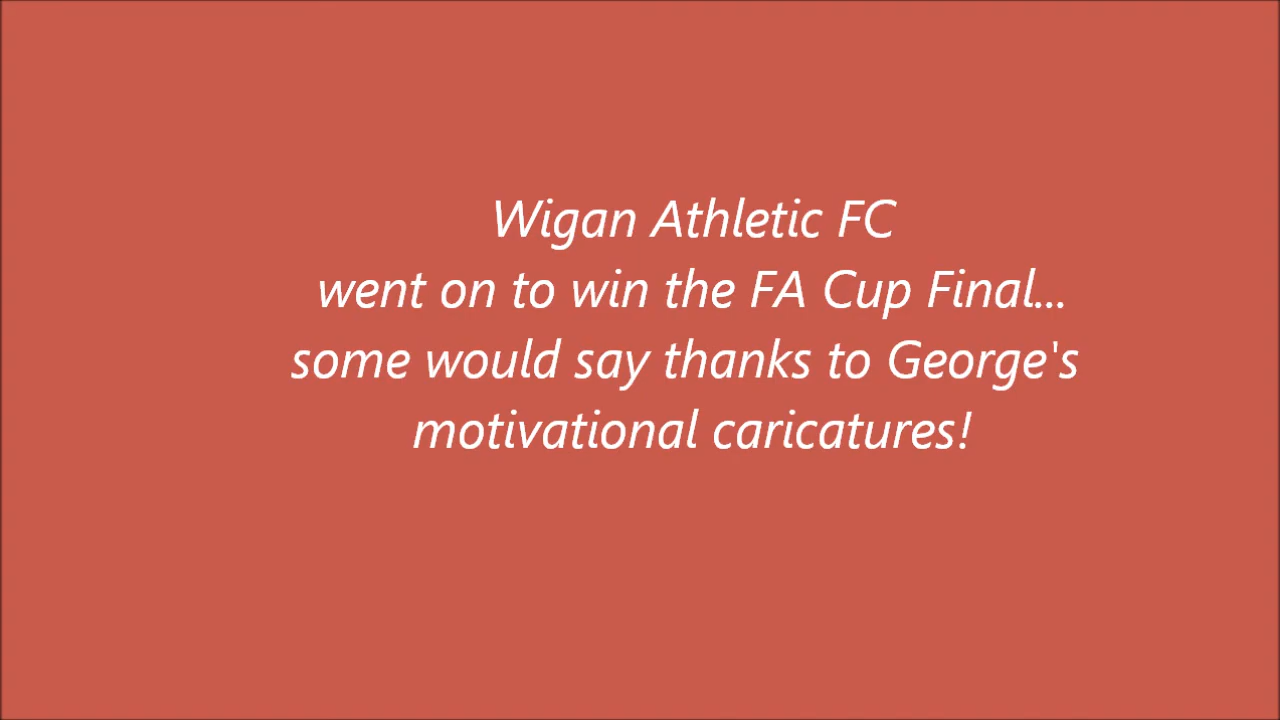 Wigan Athletic FC
went on to win the FA Cup Final...
some would say thanks to George's
motivational caricatures!